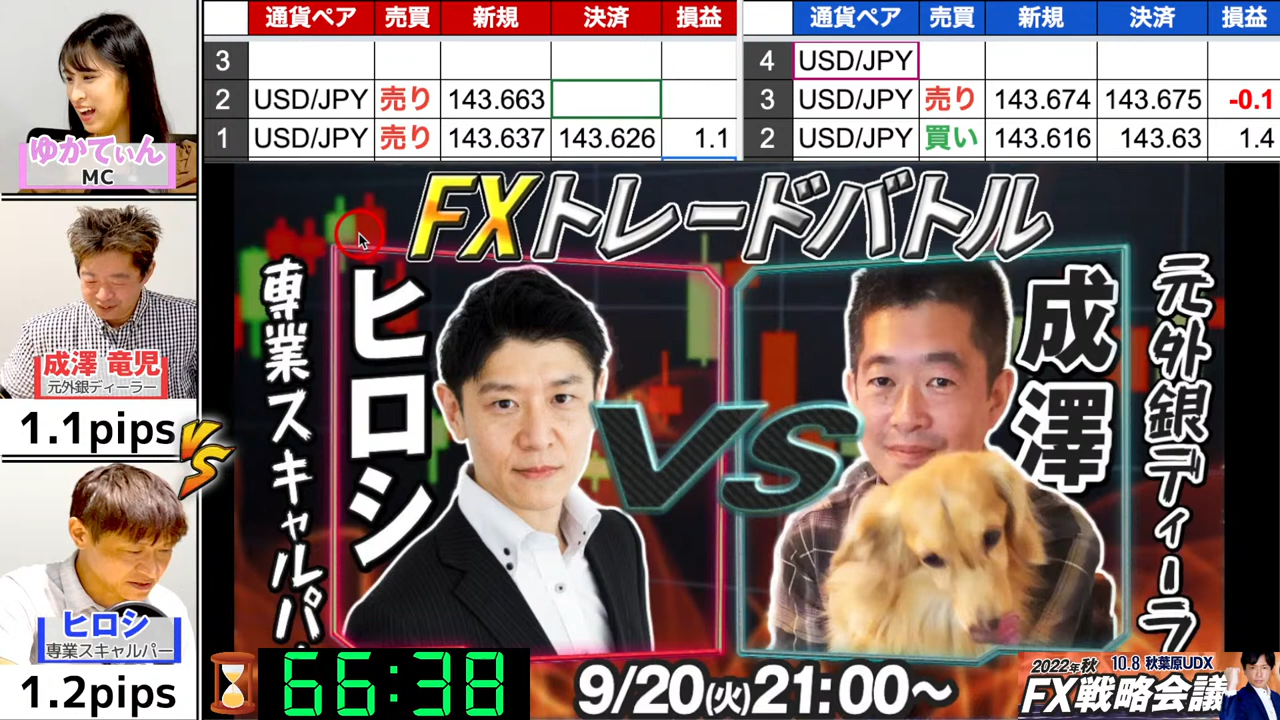 通貨ペア 売買 新規 決済 損益
3
2 USD/JPY 売り 143.663
1 USD/JPY 売り 143.637 143.626 1.1
通貨ペア 売買 新規 決済 損益
4 USD/JPY
3 USD/JPY 売り 143.674 143.675 -0.1
2 USD/JPY 買い 143.616 143.63 1.4
ゆかてぃん
MC
成澤 竜児
元外銀ディーラー
1.1pips
VS
ヒロシ
専業スキャルパー
1.2pips
FXトレードバトル
専業スキャルパー
ヒロシ
VS
成澤
元外銀ディーラー
66:38
9/20(火)21:00～
2022年秋 10.8 秋葉原UDX
FX戦略会議